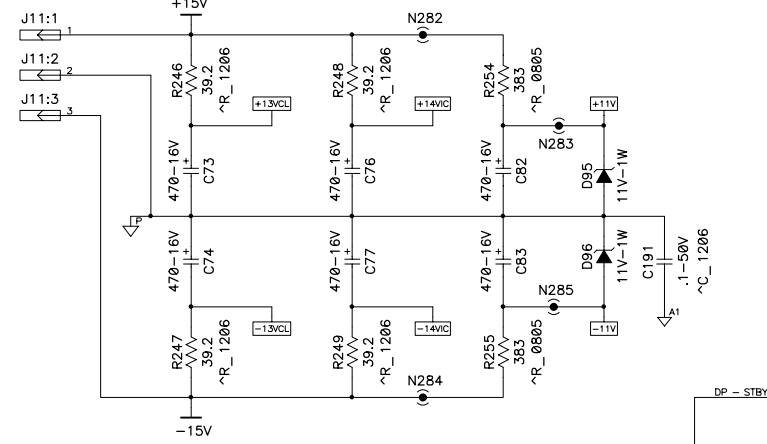 +15V
J11:1
1
N282
J11:2
2
J11:3
3
R246
39.2
^R_1206
R248
39.2
^R_1206
R254
383
^R_0805
+13VCL
+14VIC
+11V
N283
470-16V
+
C73
470-16V
+
C76
470-16V
+
C82
D95
11V-1W
P
470-16V
+
C74
470-16V
+
C77
470-16V
+
C83
D96
11V-1W
C191
.1-50V
^C_1206
N285
A1
-13VCL
-14VIC
-11V
R247
39.2
^R_1206
R249
39.2
^R_1206
R255
383
^R_0805
N284
-15V
DP - STBY